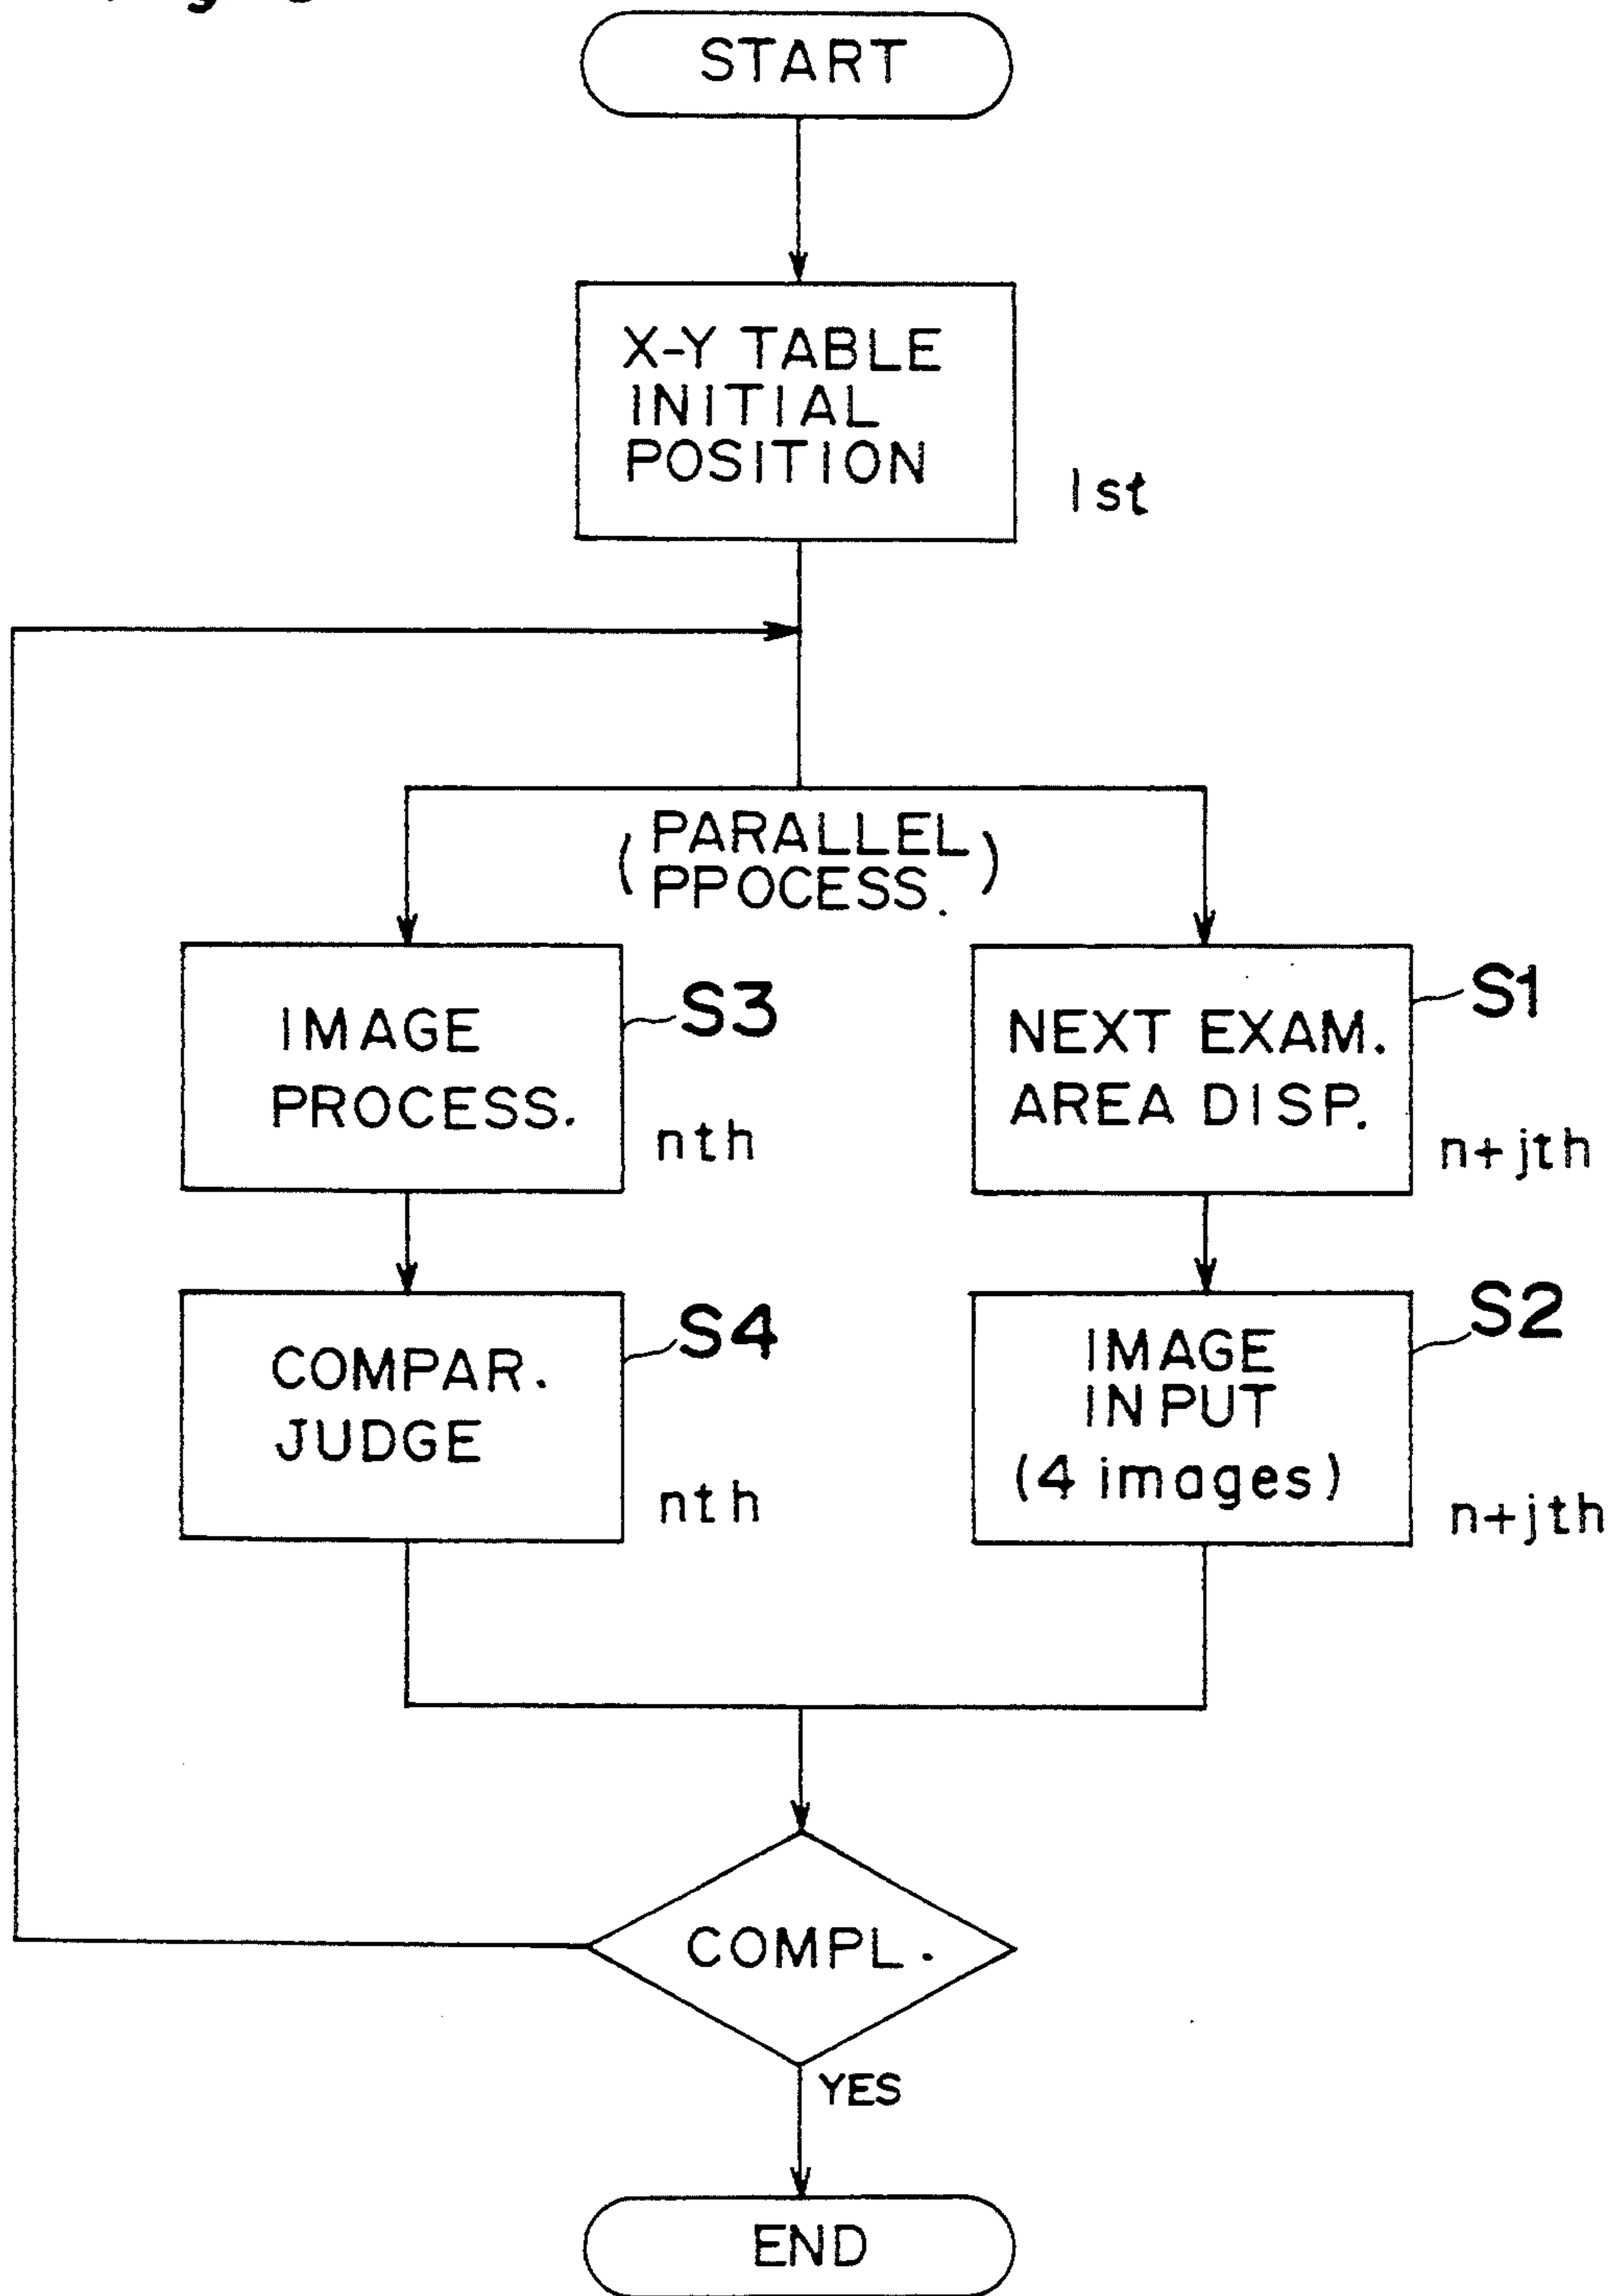 START
X-Y TABLE
INITIAL
POSITION
1st
(PARALLEL
PPOCESS.)
IMAGE
PROCESS.
S3
nth
NEXT EXAM.
AREA DISP.
S1
n+jth
COMPAR.
JUDGE
S4
nth
IMAGE
INPUT
(4 images)
S2
n+jth
COMPL.
YES
END